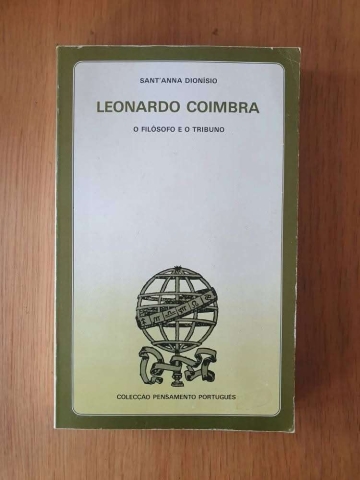 SANT'ANNA DIONÍSIO
LEONARDO COIMBRA
O FILÓSOFO E O TRIBUNO
COLECÇÃO PENSAMENTO PORTUGUÊS